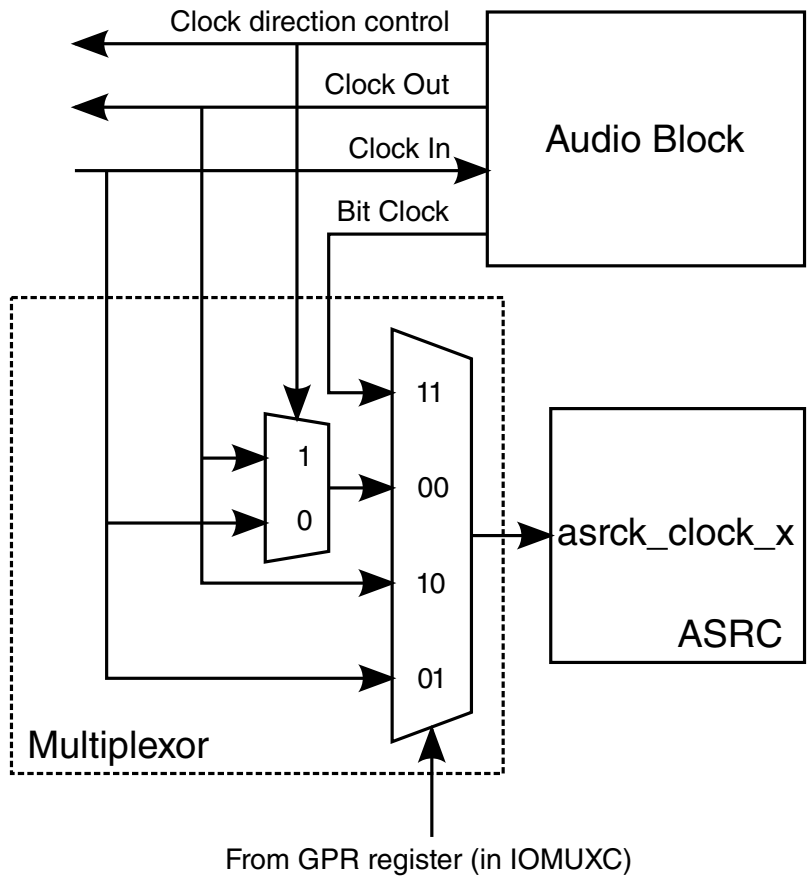 Clock direction control
Clock Out
Clock In
Audio Block
Bit Clock
11
1
00
0
asrck_clock_x
10
ASRC
01
Multiplexor
From GPR register (in IOMUXC)